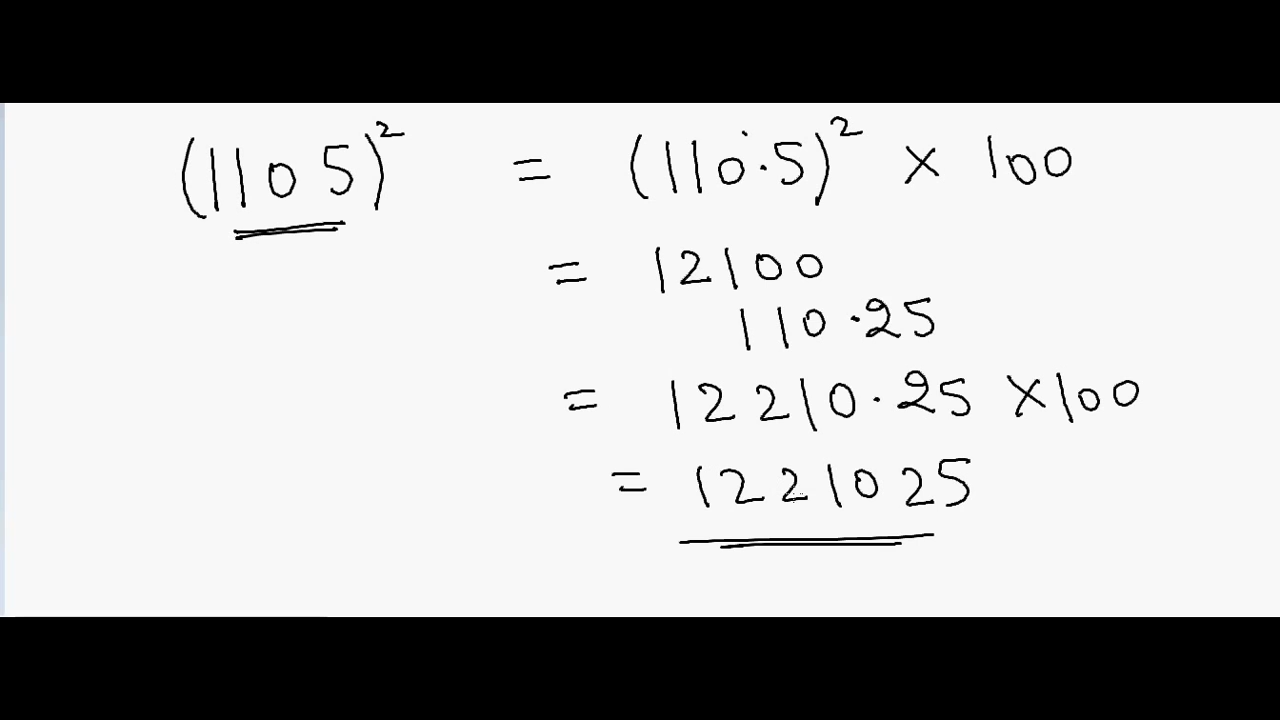 (1105)² = (110.5)² × 100
= 12100
110.25
= 12210.25 ×100
= 1221025